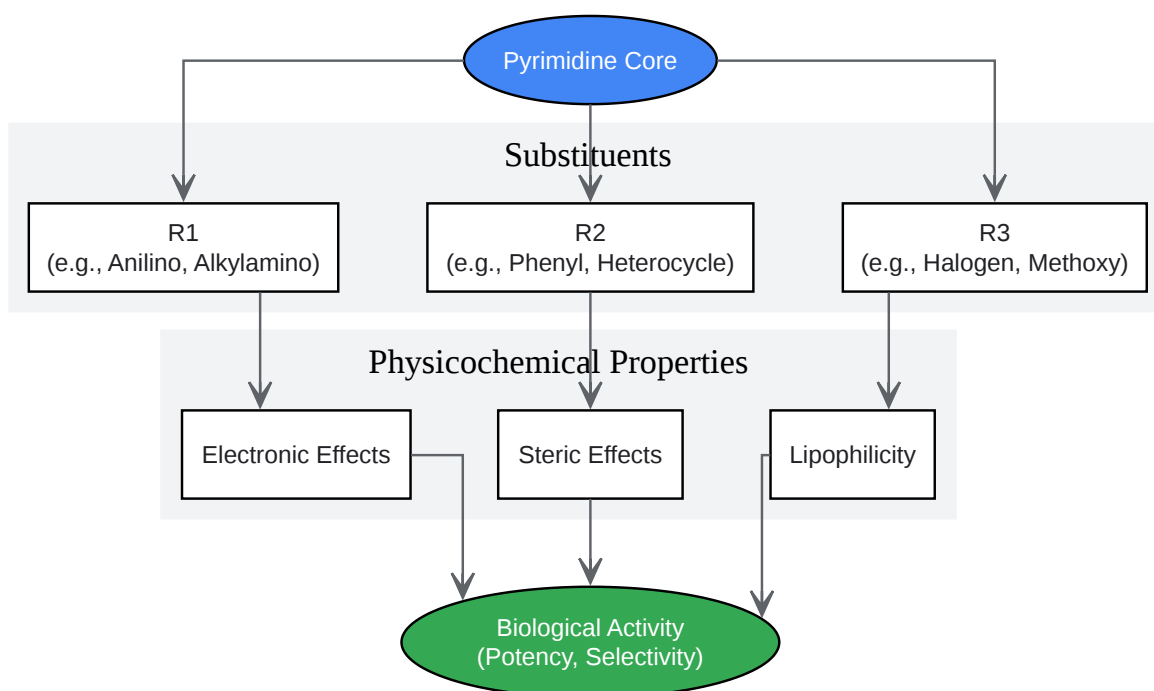 Pyrimidine Core
Substituents
R1
(e.g., Anilino, Alkylamino)
R2
(e.g., Phenyl, Heterocycle)
R3
(e.g., Halogen, Methoxy)
Physicochemical Properties
Electronic Effects
Steric Effects
Lipophilicity
Biological Activity
(Potency, Selectivity)